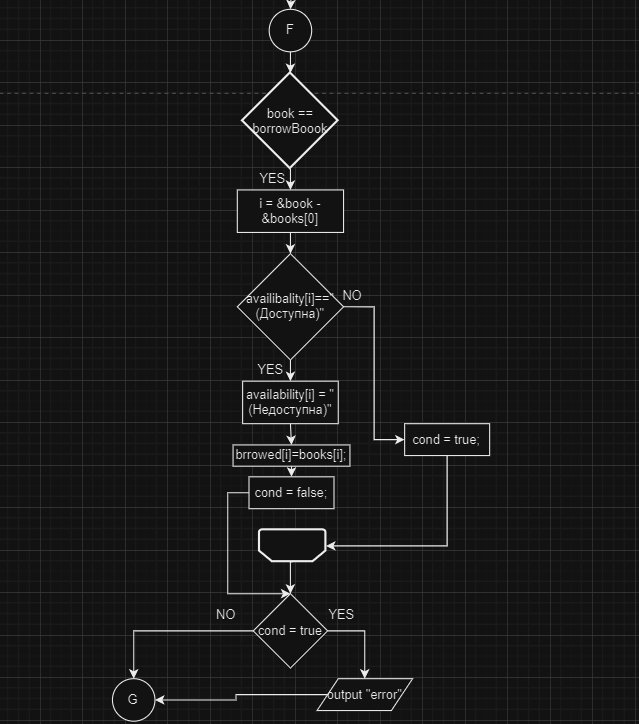 F
book ==
borrowBoook
YES
i = &book -
&books[0]
availibality[i]=="
(Доступна)"
NO
YES
availability[i] = "
(Недоступна)"
cond = true;
brrowed[i]=books[i];
cond = false;
NO
YES
cond = true
G
output "error"